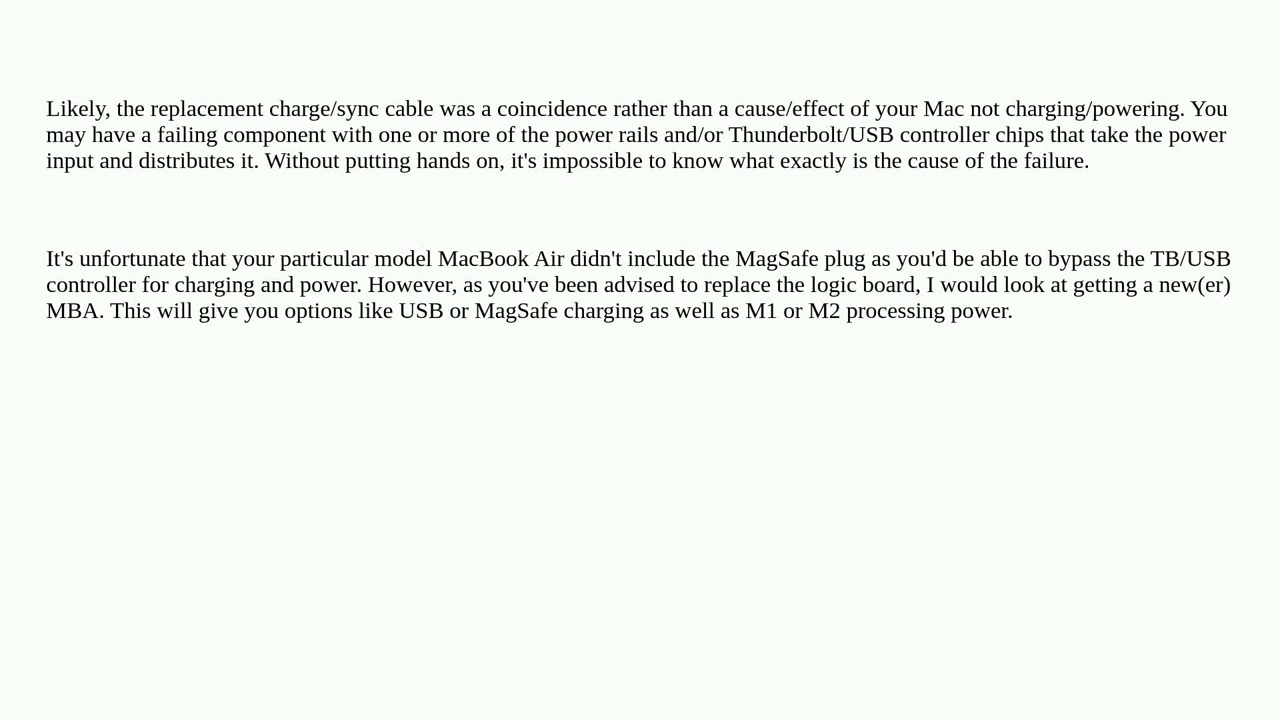 Likely, the replacement charge/sync cable was a coincidence rather than a cause/effect of your Mac not charging/powering. You
may have a failing component with one or more of the power rails and/or Thunderbolt/USB controller chips that take the power
input and distributes it. Without putting hands on, it's impossible to know what exactly is the cause of the failure.
It's unfortunate that your particular model MacBook Air didn't include the MagSafe plug as you'd be able to bypass the TB/USB
controller for charging and power. However, as you've been advised to replace the logic board, I would look at getting a new(er)
MBA. This will give you options like USB or MagSafe charging as well as M1 or M2 processing power.